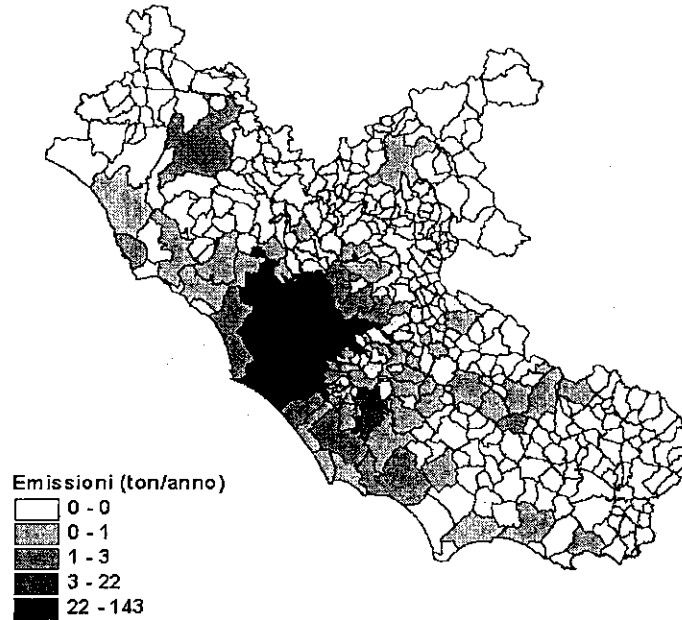 Emissioni (ton/anno)
0 - 0
0 - 1
1 - 3
3 - 22
22 - 143